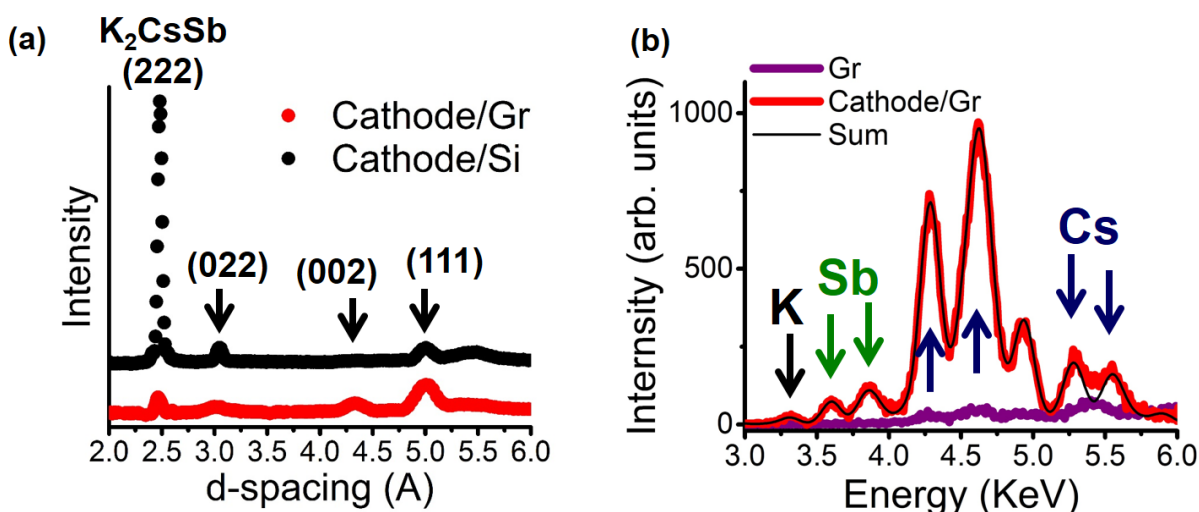 (a)
K₂CsSb
(222)
Cathode/Gr
Cathode/Si
(022)
(002)
(111)
Intensity
2.0 2.5 3.0 3.5 4.0 4.5 5.0 5.5 6.0
d-spacing (A)
(b)
Gr
Cathode/Gr
Sum
1000
500
0
Internsity (arb. units)
K
Sb
Cs
3.0 3.5 4.0 4.5 5.0 5.5 6.0
Energy (KeV)